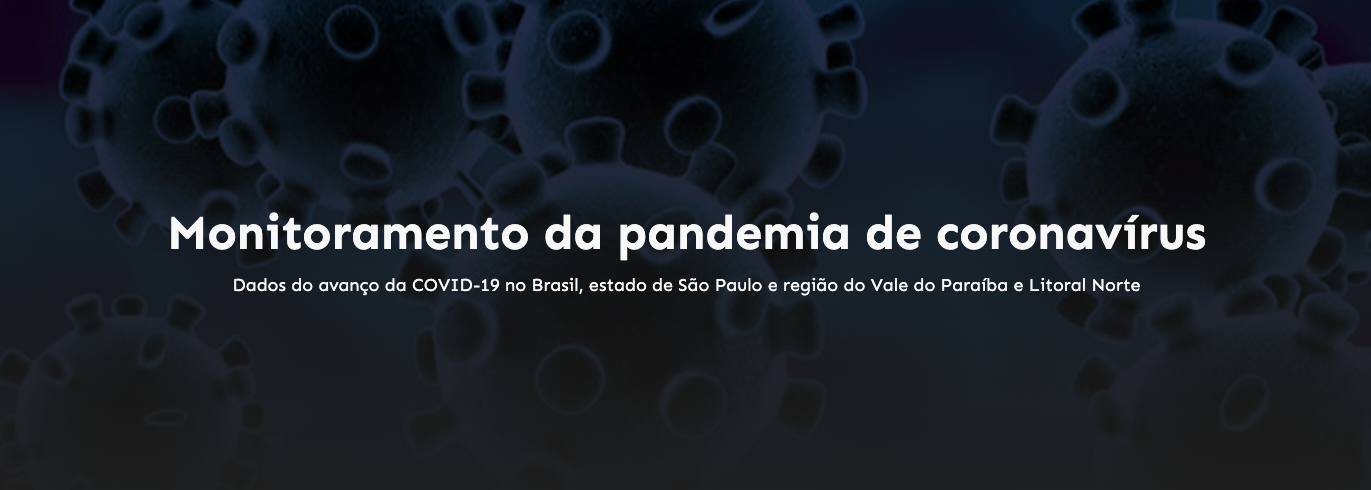 Monitoramento da pandemia de coronavírus
Dados do avanço da COVID-19 no Brasil, estado de São Paulo e região do Vale do Paraíba e Litoral Norte